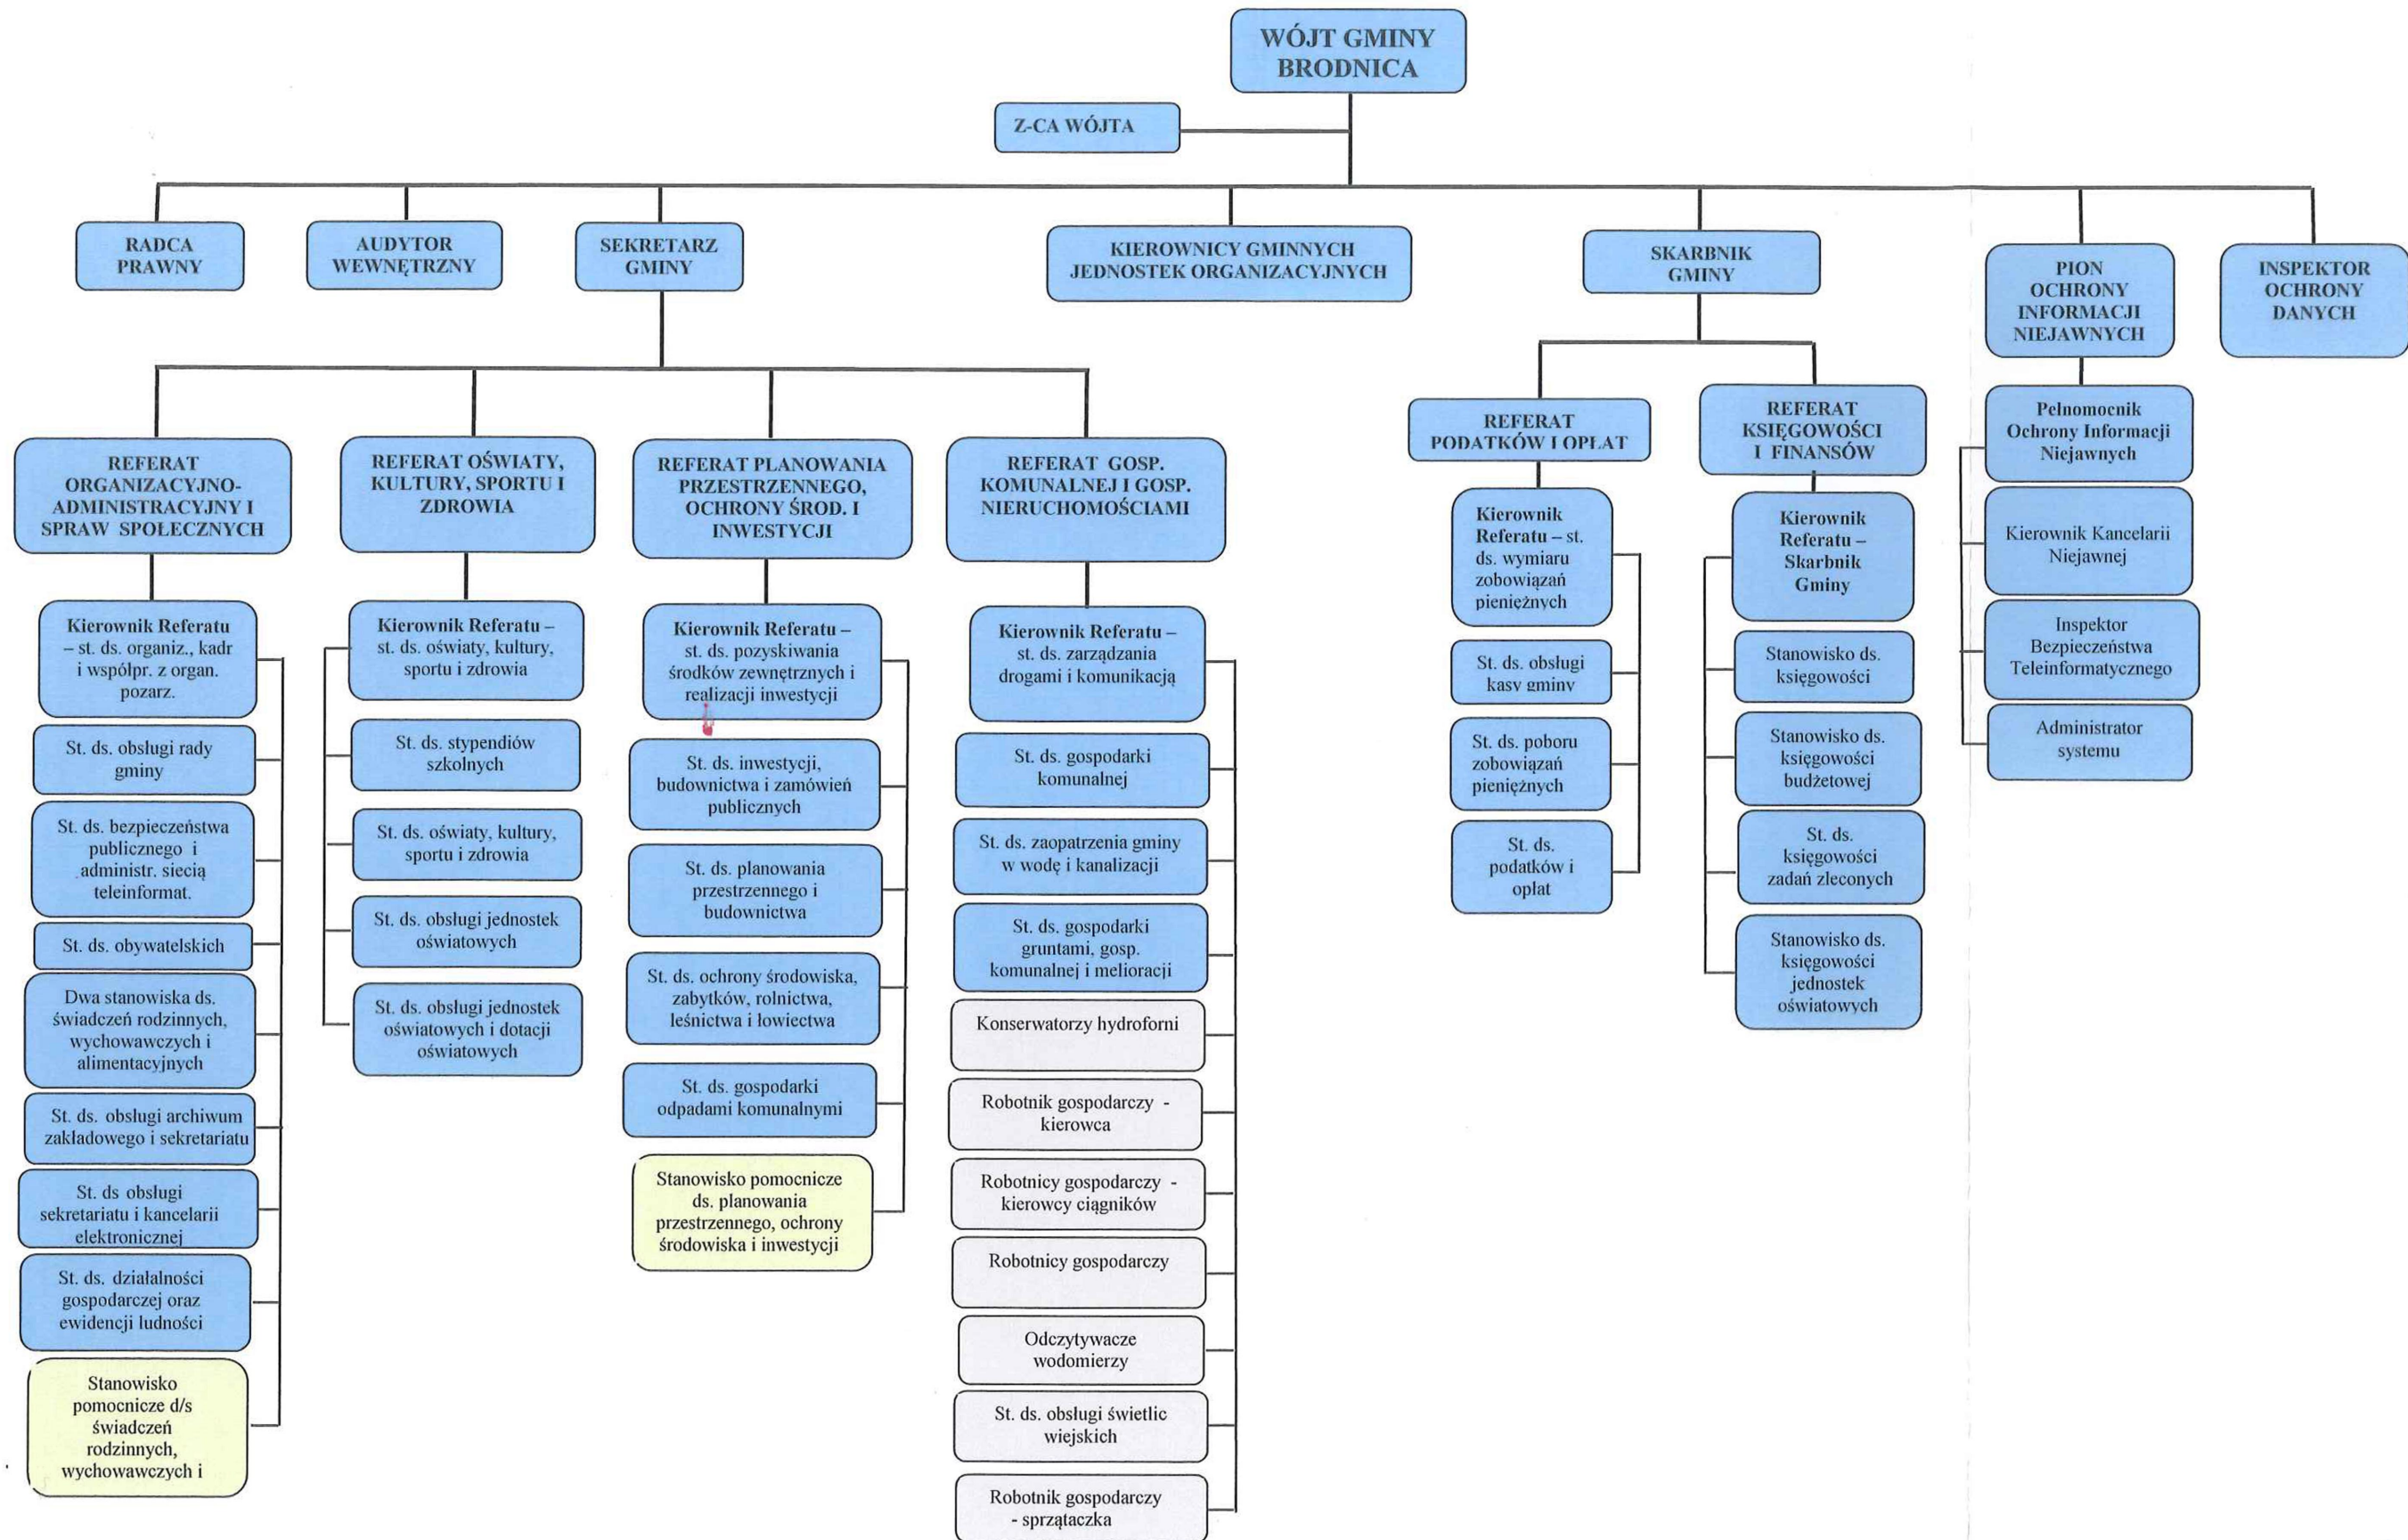 WÓJT GMINY
BRODNICA
Z-CA WÓJTA
RADCA
PRAWNY
AUDYTOR
WEWNĘTRZNY
SEKRETARZ
GMINY
KIEROWNICY GMINNYCH
JEDNOSTEK ORGANIZACYJNYCH
SKARBNIK
GMINY
PION
OCHRONY
INFORMACJI
NIEJAWNYCH
INSPEKTOR
OCHRONY
DANYCH
REFERAT
ORGANIZACYJNO-
ADMINISTRACYJNY I
SPRAW SPOŁECZNYCH
Kierownik Referatu
– st. ds. organiz., kadr
i współpr. z organ.
pozarz.
St. ds. obsługi rady
gminy
St. ds. bezpieczeństwa
publicznego i
administr. siecią
teleinformat.
St. ds. obywatelskich
Dwa stanowiska ds.
świadczeń rodzinnych,
wychowawczych i
alimentacyjnych
St. ds. obsługi archiwum
zakładowego i sekretariatu
St. ds obsługi
sekretariatu i kancelarii
elektronicznej
St. ds. działalności
gospodarczej oraz
ewidencji ludności
Stanowisko
pomocnicze d/s
świadczeń
rodzinnych,
wychowawczych i
REFERAT OŚWIATY,
KULTURY, SPORTU I
ZDROWIA
Kierownik Referatu –
st. ds. oświaty, kultury,
sportu i zdrowia
St. ds. stypendiów
szkolnych
St. ds. oświaty, kultury,
sportu i zdrowia
St. ds. obsługi jednostek
oświatowych
St. ds. obsługi jednostek
oświatowych i dotacji
oświatowych
REFERAT PLANOWANIA
PRZESTRZENNEGO,
OCHRONY ŚROD. I
INWESTYCJI
Kierownik Referatu –
st. ds. pozyskiwania
środków zewnętrznych i
realizacji inwestycji
St. ds. inwestycji,
budownictwa i zamówień
publicznych
St. ds. planowania
przestrzennego i
budownictwa
St. ds. ochrony środowiska,
zabytków, rolnictwa,
leśnictwa i łowiectwa
St. ds. gospodarki
odpadami komunalnymi
Stanowisko pomocnicze
ds. planowania
przestrzennego, ochrony
środowiska i inwestycji
REFERAT GOSP.
KOMUNALNEJ I GOSP.
NIERUCHOMOŚCIAMI
Kierownik Referatu –
st. ds. zarządzania
drogami i komunikacją
St. ds. gospodarki
komunalnej
St. ds. zaopatrzenia gminy
w wodę i kanalizacji
St. ds. gospodarki
gruntami, gosp.
komunalnej i melioracji
Konserwatorzy hydroforni
Robotnik gospodarczy -
kierowca
Robotnicy gospodarczy -
kierowcy ciągników
Robotnicy gospodarczy
Odczytywacze
wodomierzy
St. ds. obsługi świetlic
wiejskich
Robotnik gospodarczy
- sprzątaczka
REFERAT
PODATKÓW I OPŁAT
Kierownik
Referatu – st.
ds. wymiaru
zobowiązań
pieniężnych
St. ds. obsługi
kasy gminy
St. ds. poboru
zobowiązań
pieniężnych
St. ds.
podatków i
opłat
REFERAT
KSIĘGOWOŚCI
I FINANSÓW
Kierownik
Referatu –
Skarbnik
Gminy
Stanowisko ds.
księgowości
Stanowisko ds.
księgowości
budżetowej
St. ds.
księgowości
zadań zleconych
Stanowisko ds.
księgowości
jednostek
oświatowych
Pełnomocnik
Ochrony Informacji
Niejawnych
Kierownik Kancelarii
Niejawnej
Inspektor
Bezpieczeństwa
Teleinformatycznego
Administrator
systemu